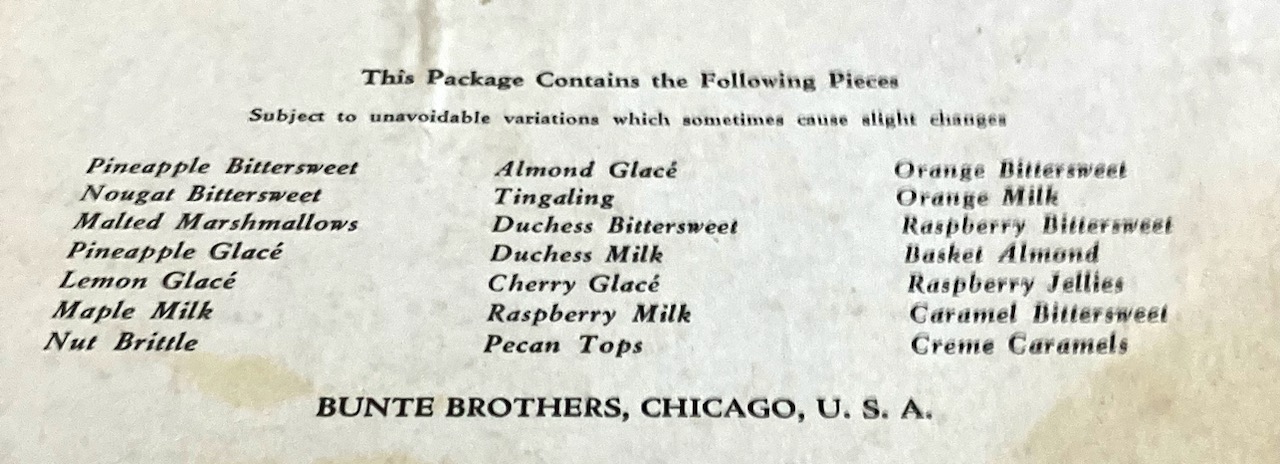 This Package Contains the Following Pieces
Subject to unavoidable variations which sometimes cause slight changes
Pineapple Bittersweet
Nougat Bittersweet
Malted Marshmallows
Pineapple Glacé
Lemon Glacé
Maple Milk
Nut Brittle
Almond Glacé
Tingaling
Duchess Bittersweet
Duchess Milk
Cherry Glacé
Raspberry Milk
Pecan Tops
Orange Bittersweet
Orange Milk
Raspberry Bittersweet
Basket Almond
Raspberry Jellies
Caramel Bittersweet
Creme Caramels
BUNTE BROTHERS, CHICAGO, U. S. A.